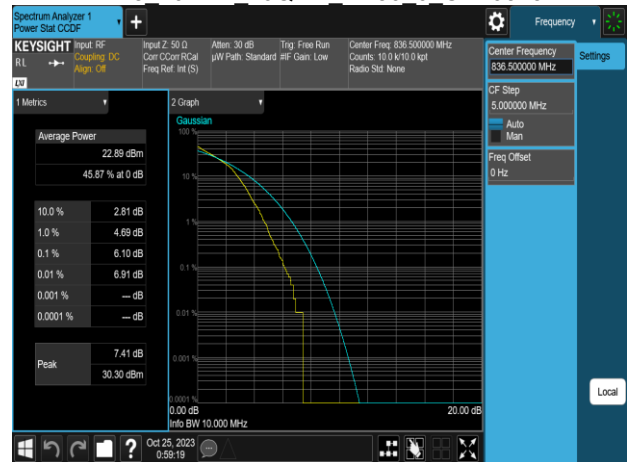 Spectrum Analyzer 1
Power Stat CCDF
Frequency
KEYSIGHT
RL
LXI
Input: RF
Coupling: DC
Align: Off
Input Z: 50 Ω
Corr CCorr RCal
Freq Ref: Int (S)
Atten: 30 dB
µW Path: Standard
Trig: Free Run
#IF Gain: Low
Center Freq: 836.500000 MHz
Counts: 10.0 k/10.0 kpt
Radio Std: None
Center Frequency
836.500000 MHz
Settings
CF Step
5.000000 MHz
Auto
Man
Freq Offset
0 Hz
1 Metrics
Average Power
22.89 dBm
45.87 % at 0 dB
10.0 % 2.81 dB
1.0 % 4.69 dB
0.1 % 6.10 dB
0.01 % 6.91 dB
0.001 % --- dB
0.0001 % --- dB
Peak
7.41 dB
30.30 dBm
2 Graph
Gaussian
100 %
10 %
1 %
0.1 %
0.01 %
0.001 %
0.0001 %
0.00 dB 20.00 dB
Info BW 10.000 MHz
Local
?
Oct 25, 2023
0:59:19